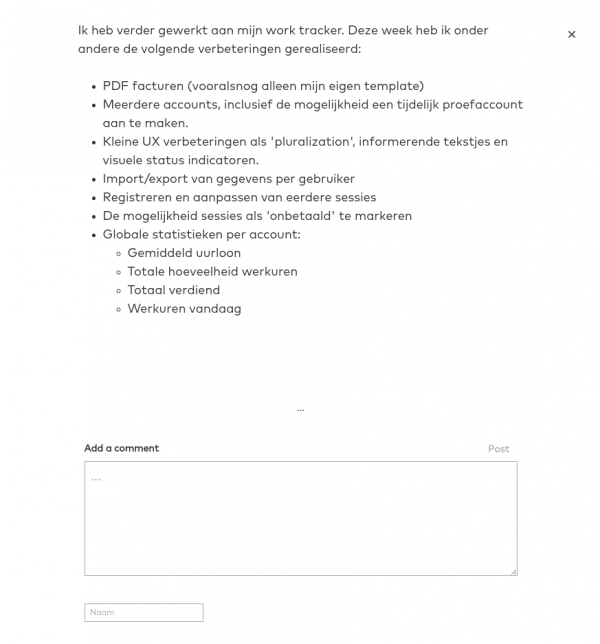 Ik heb verder gewerkt aan mijn work tracker. Deze week heb ik onder
andere de volgende verbeteringen gerealiseerd:
• PDF facturen (vooralsnog alleen mijn eigen template)
• Meerdere accounts, inclusief de mogelijkheid een tijdelijk proefaccount
aan te maken.
• Kleine UX verbeteringen als 'pluralization', informerende tekstjes en
visuele status indicatoren.
• Import/export van gegevens per gebruiker
• Registreren en aanpassen van eerdere sessies
• De mogelijkheid sessies als 'onbetaald' te markeren
• Globale statistieken per account:
◦ Gemiddeld uurloon
◦ Totale hoeveelheid werkuren
◦ Totaal verdiend
◦ Werkuren vandaag
...
Add a comment Post
...
Naam